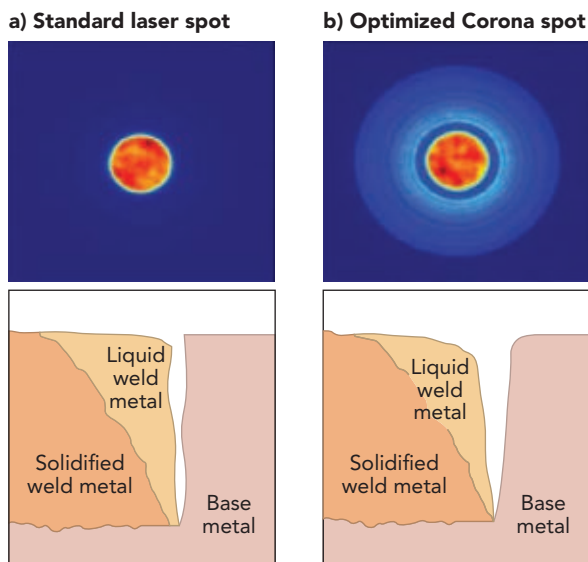 a) Standard laser spot
b) Optimized Corona spot
Liquid
weld
metal
Solidified
weld metal
Base
metal
Liquid
weld
metal
Solidified
weld metal
Base
metal